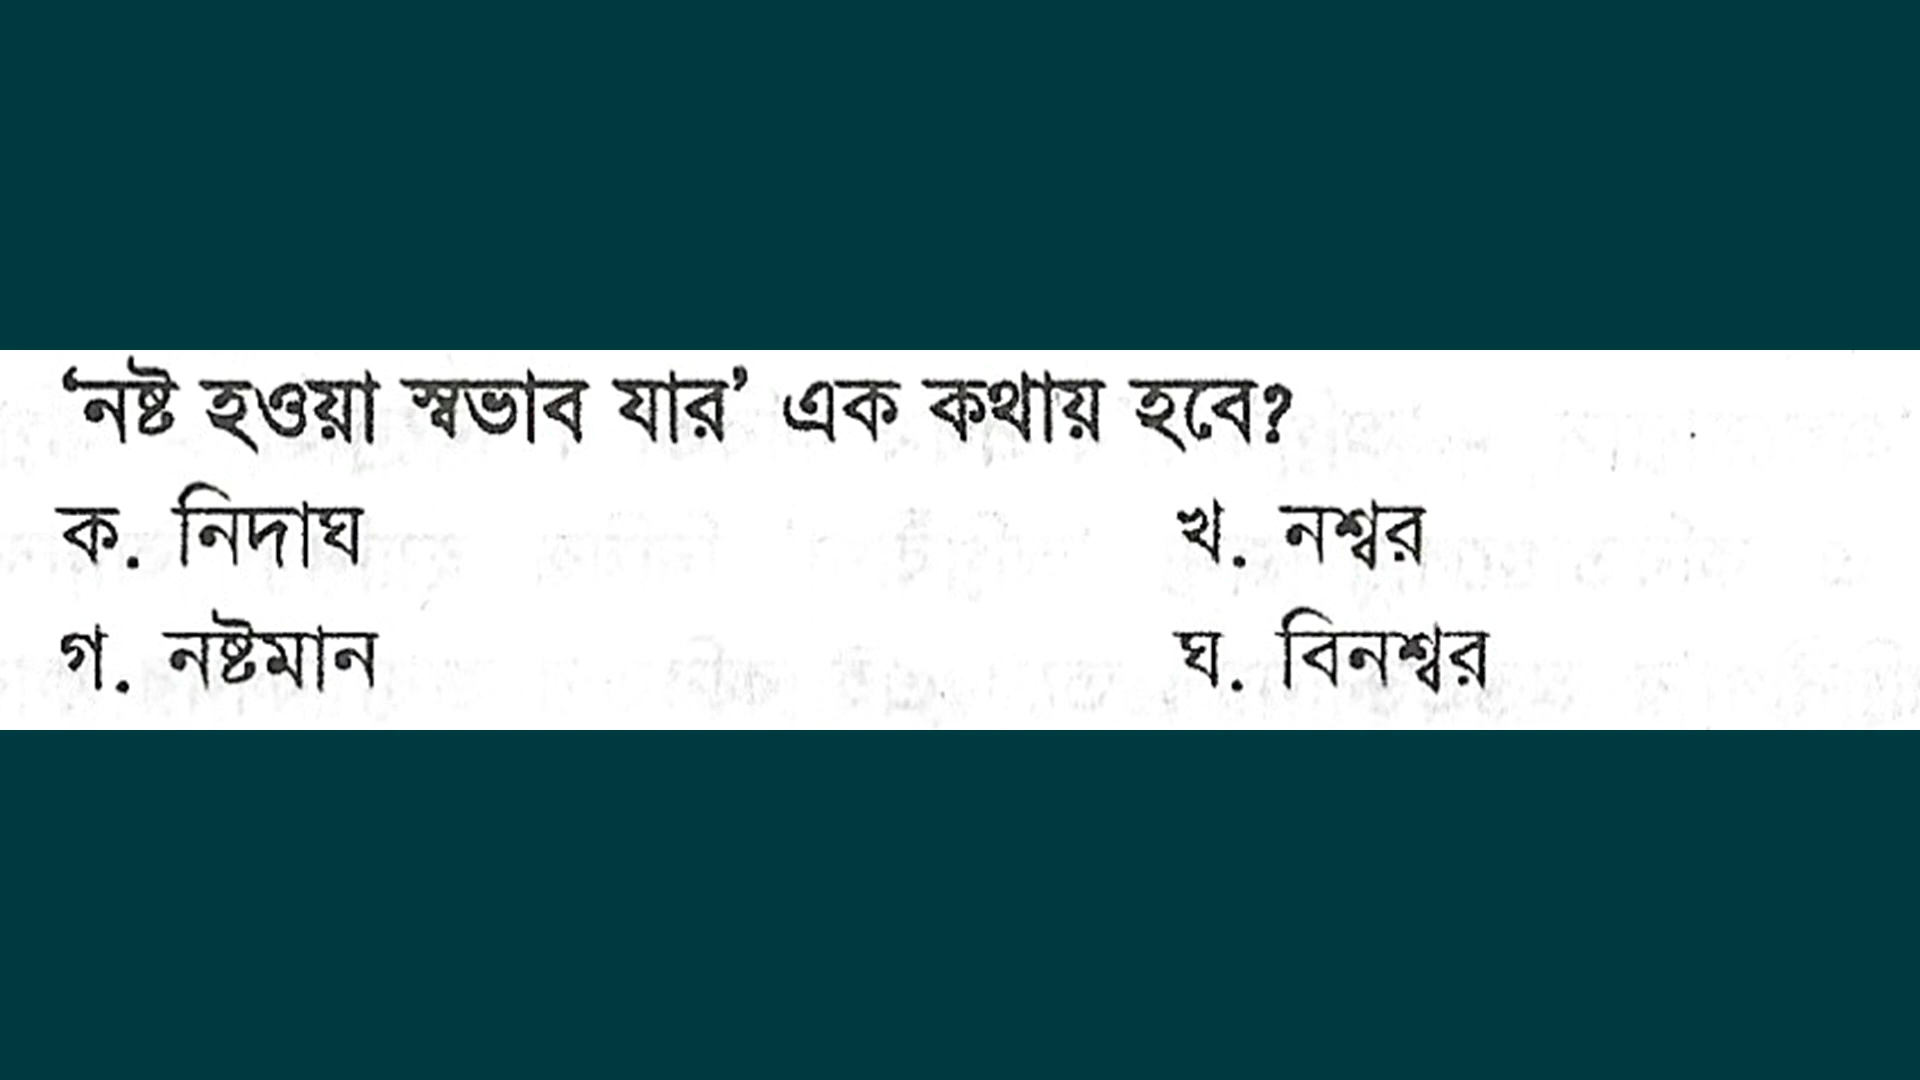 ‘নষ্ট হওয়া স্বভাব যার’ এক কথায় হবে?
ক. নিদাঘ খ. নশ্বর
গ. নষ্টমান ঘ. বিনশ্বর